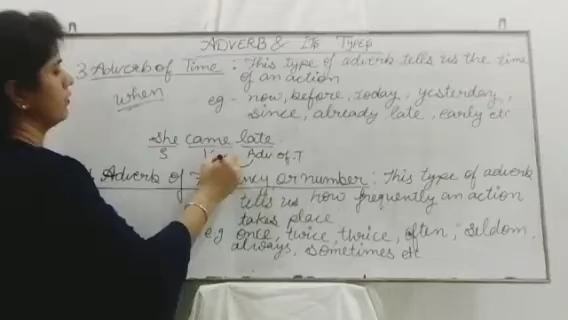 ADVERB & Its Types
3 Adverb of Time : This type of adverb tells us the time
of an action
when
eg - now, before, today, yesterday,
since, already late, early etc
She came late.
S Adv of T
Adverb of or number : This type of adverb
tells us how frequently an action
takes place
e.g once, twice, thrice, often, seldom,
always, sometimes etc